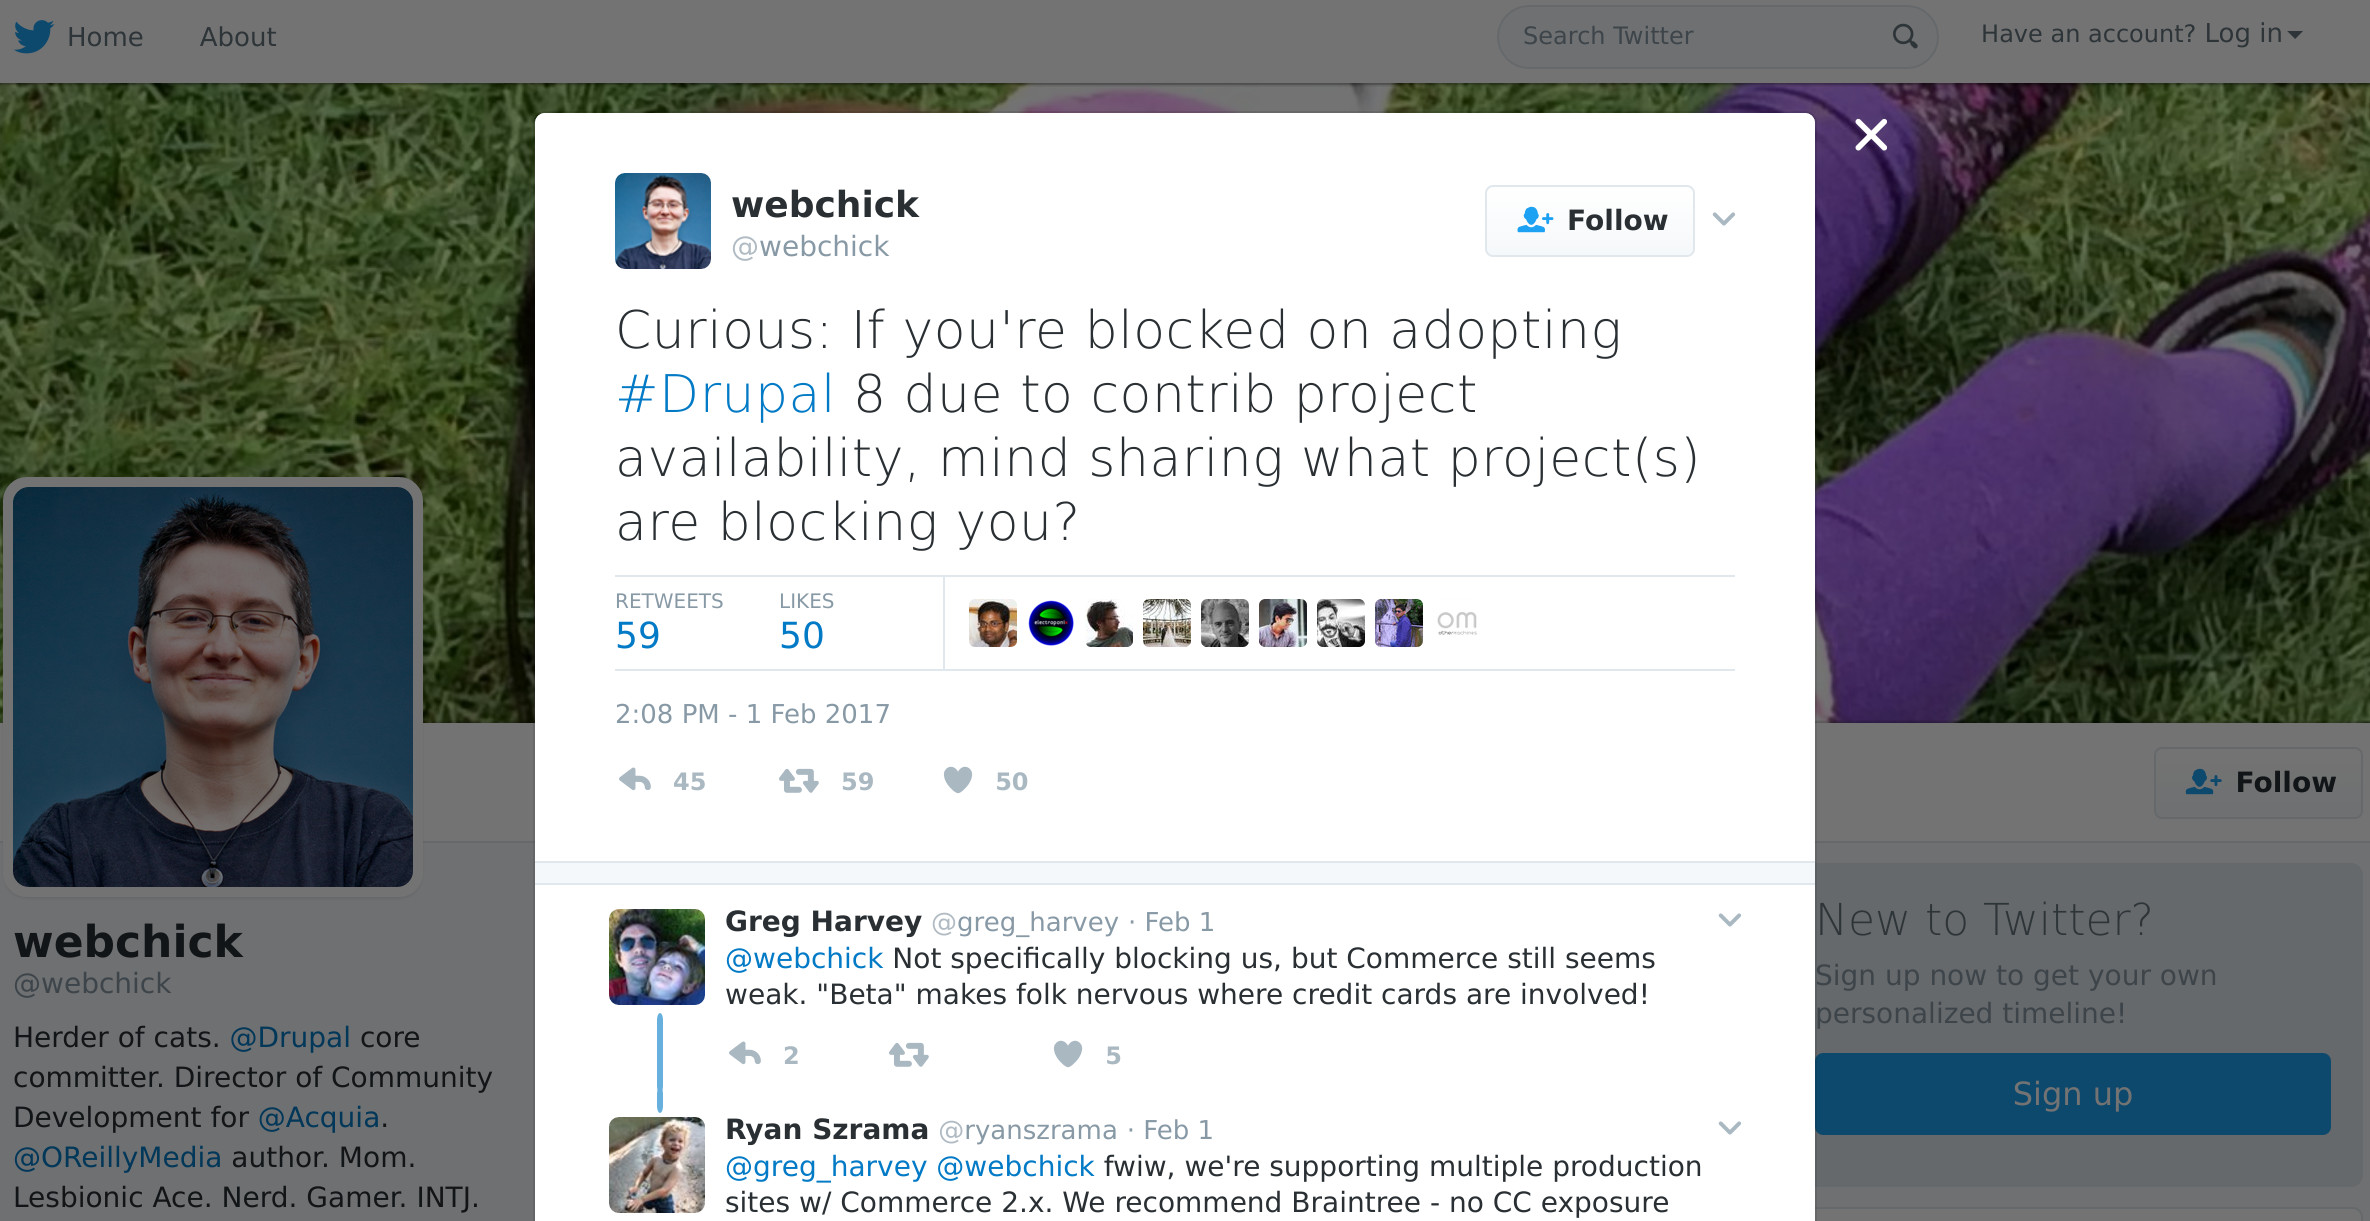 Home
About
Search Twitter
Have an account? Log in
webchick
@webchick
Follow
Curious: If you're blocked on adopting
#Drupal 8 due to contrib project
availability, mind sharing what project(s)
are blocking you?
RETWEETS
59
LIKES
50
om
2:08 PM - 1 Feb 2017
45
59
50
Greg Harvey @greg_harvey · Feb 1
@webchick Not specifically blocking us, but Commerce still seems
weak. "Beta" makes folk nervous where credit cards are involved!
2
5
Ryan Szrama @ryanszrama · Feb 1
@greg_harvey @webchick fwiw, we're supporting multiple production
sites w/ Commerce 2.x. We recommend Braintree - no CC exposure
webchick
@webchick
Herder of cats. @Drupal core
committer. Director of Community
Development for @Acquia.
@OReillyMedia author. Mom.
Lesbionic Ace. Nerd. Gamer. INTJ.
Follow
New to Twitter?
Sign up now to get your own
personalized timeline!
Sign up